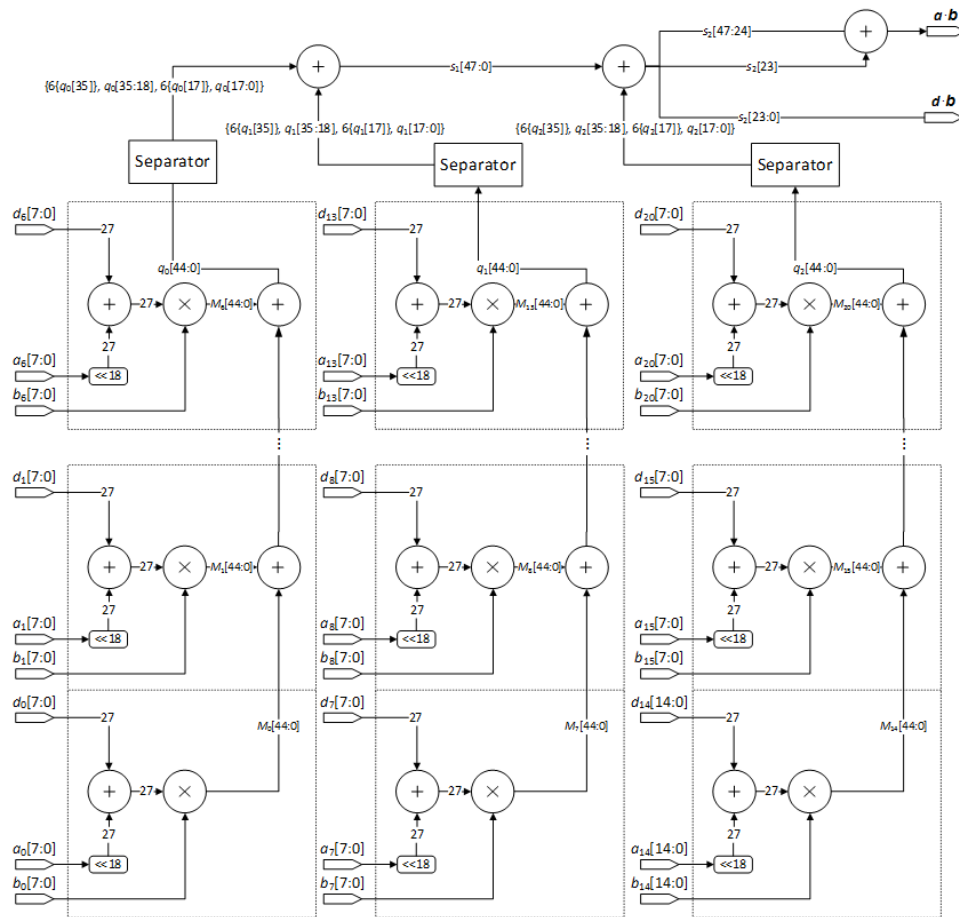 s₂[47:24]
a·b
s₁[47:0]
s₂[23]
{6{q₀[35]}, q₀[35:18], 6{q₀[17]}, q₀[17:0]}
s₂[23:0]
d·b
{6{q₁[35]}, q₁[35:18], 6{q₁[17]}, q₁[17:0]}
{6{q₂[35]}, q₂[35:18], 6{q₂[17]}, q₂[17:0]}
Separator
Separator
Separator
d₆[7:0]
27
d₁₃[7:0]
27
d₂₀[7:0]
27
q₀[44:0]
q₁[44:0]
q₂[44:0]
+ 27 × M₆[44:0] +
+ 27 × M₁₃[44:0] +
+ 27 × M₂₀[44:0] +
27
27
27
a₆[7:0]
<<18
a₁₃[7:0]
<<18
a₂₀[7:0]
<<18
b₆[7:0]
b₁₃[7:0]
b₂₀[7:0]
...
...
...
d₁[7:0]
27
d₈[7:0]
27
d₁₅[7:0]
27
+ 27 × M₁[44:0] +
+ 27 × M₈[44:0] +
+ 27 × M₁₅[44:0] +
27
27
27
a₁[7:0]
<<18
a₈[7:0]
<<18
a₁₅[7:0]
<<18
b₁[7:0]
b₈[7:0]
b₁₅[7:0]
d₀[7:0]
27
M₀[44:0]
d₇[7:0]
27
M₇[44:0]
d₁₄[14:0]
27
M₁₄[44:0]
+ 27 ×
+ 27 ×
+ 27 ×
27
27
27
a₀[7:0]
<<18
a₇[7:0]
<<18
a₁₄[14:0]
<<18
b₀[7:0]
b₇[7:0]
b₁₄[14:0]